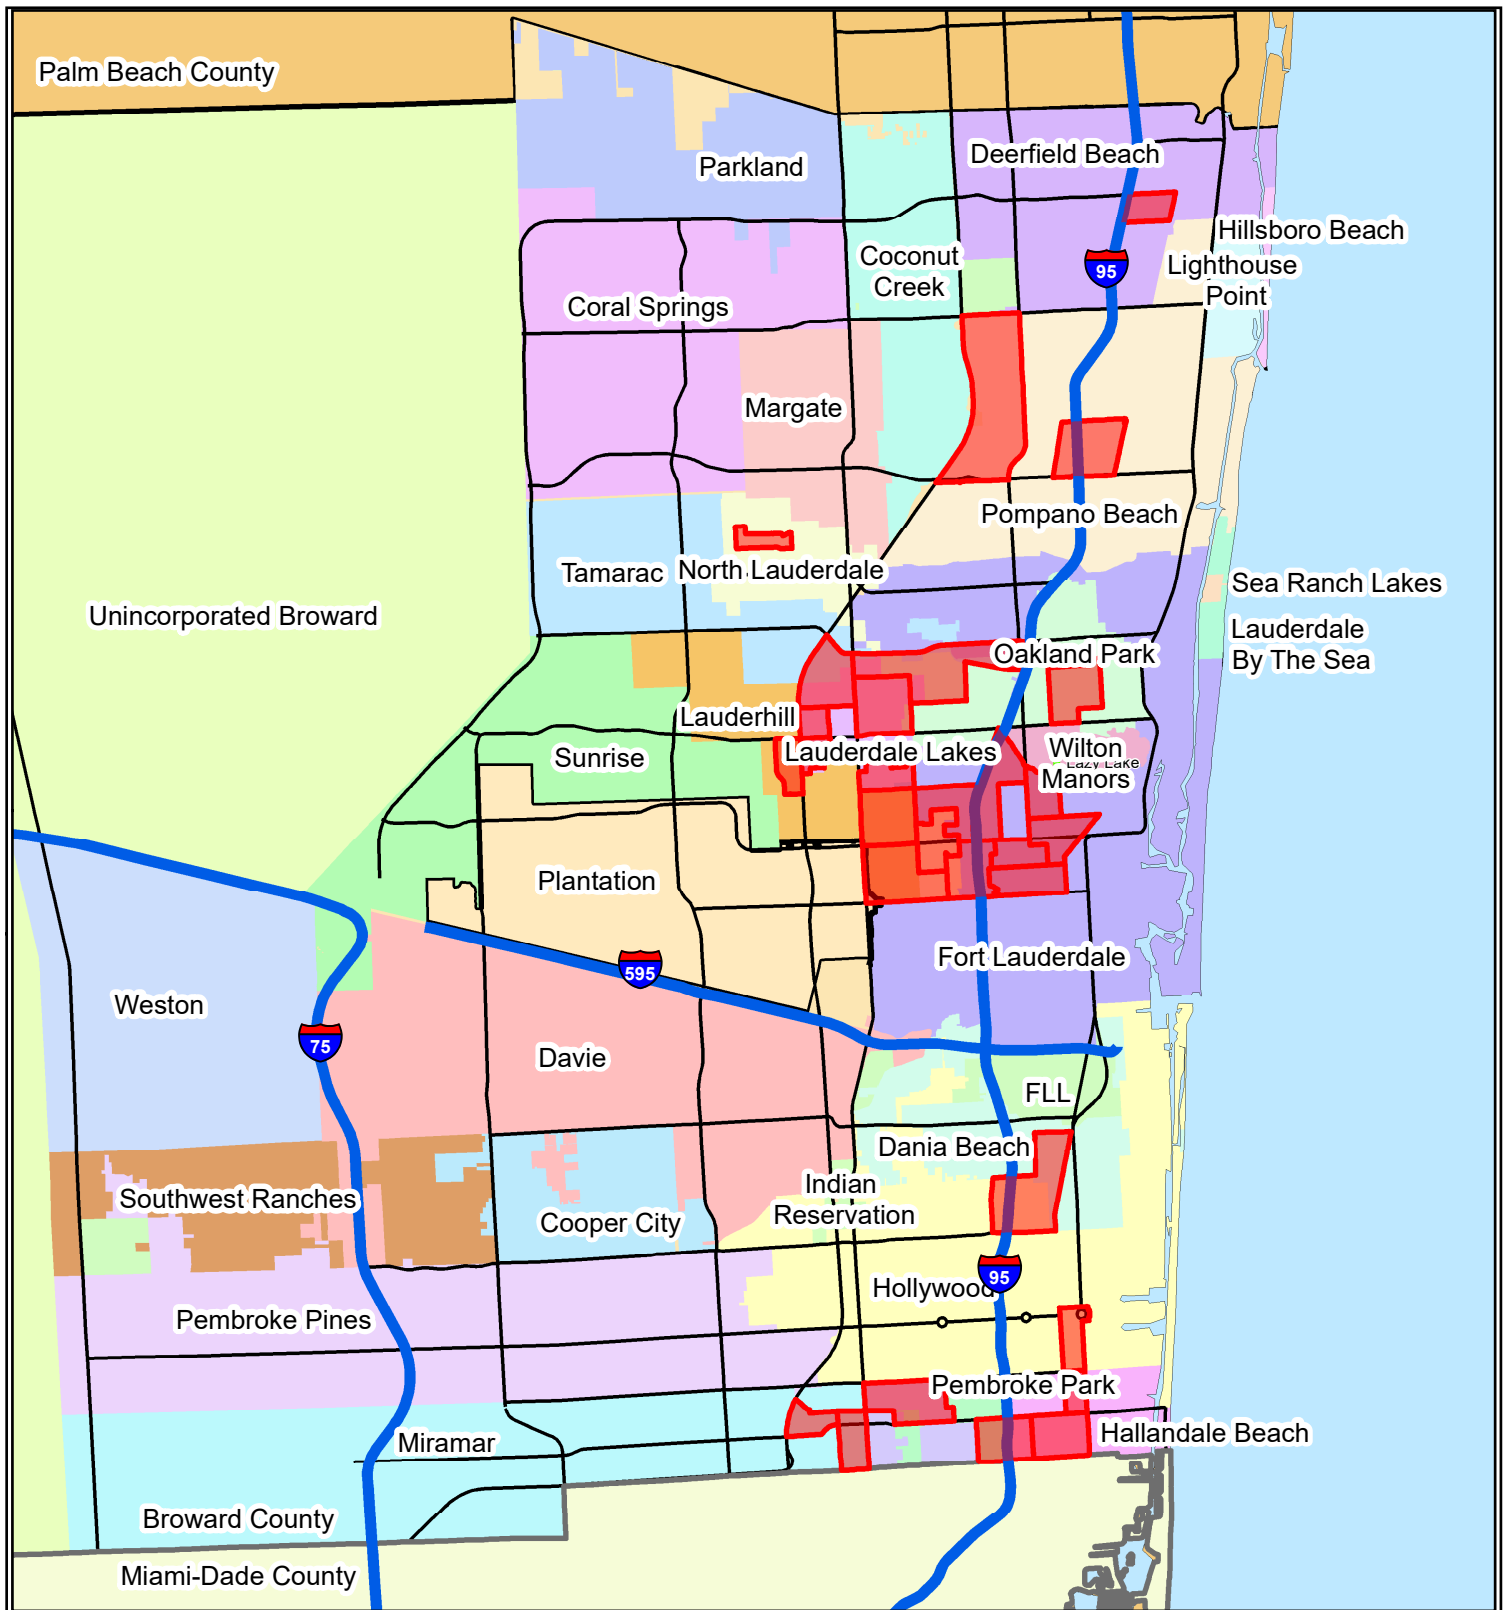 Palm Beach County
Deerfield Beach
Parkland
Hillsboro Beach
Coconut
Creek
Lighthouse
Point
95
Coral Springs
Margate
Pompano Beach
Tamarac
North Lauderdale
Sea Ranch Lakes
Unincorporated Broward
Lauderdale
By The Sea
Oakland Park
Lauderhill
Lauderdale Lakes
Wilton
Manors
Lazy Lake
Sunrise
Plantation
Fort Lauderdale
595
Weston
75
Davie
FLL
Dania Beach
Indian
Reservation
Southwest Ranches
Cooper City
95
Hollywood
Pembroke Pines
Pembroke Park
Hallandale Beach
Miramar
Broward County
Miami-Dade County